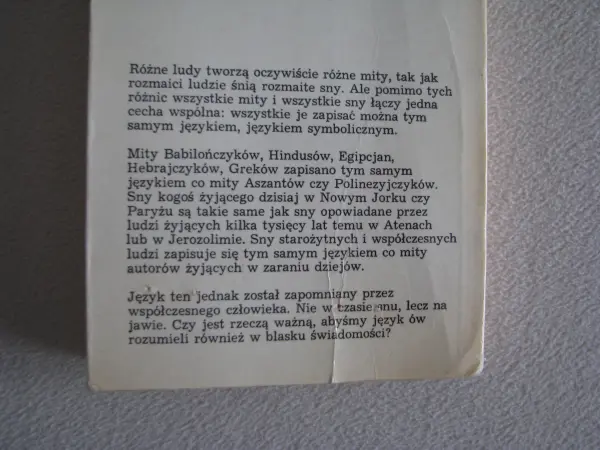 Różne ludy tworzą oczywiście różne mity, tak jak
rozmaici ludzie śnią rozmaite sny. Ale pomimo tych
różnic wszystkie mity i wszystkie sny łączy jedna
cecha wspólna: wszystkie je zapisać można tym
samym językiem, językiem symbolicznym.
Mity Babilończyków, Hindusów, Egipcjan,
Hebrajczyków, Greków zapisano tym samym
językiem co mity Aszantów czy Polinezyjczyków.
Sny kogoś żyjącego dzisiaj w Nowym Jorku czy
Paryżu są takie same jak sny opowiadane przez
ludzi żyjących kilka tysięcy lat temu w Atenach
lub w Jerozolimie. Sny starożytnych i współczesnych
ludzi zapisuje się tym samym językiem co mity
autorów żyjących w zaraniu dziejów.
Język ten jednak został zapomniany przez
współczesnego człowieka. Nie w czasie snu, lecz na
jawie. Czy jest rzeczą ważną, abyśmy język ów
rozumieli również w blasku świadomości?